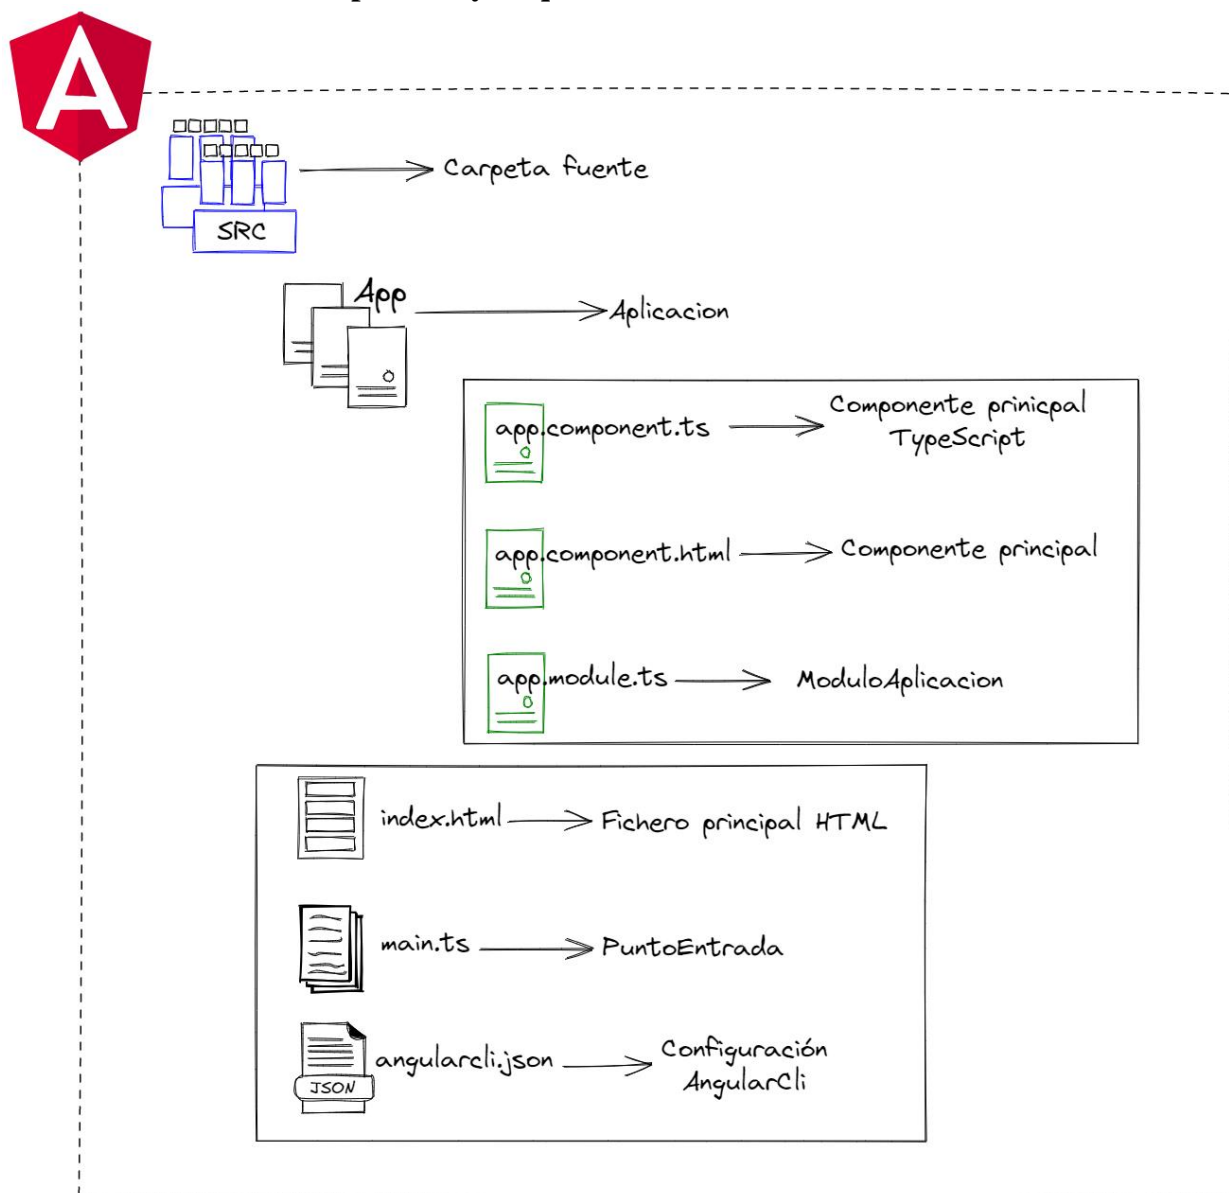 A
SRC
Carpeta fuente
App
Aplicacion
app.component.ts
Componente prinicpal
TypeScript
app.component.html
Componente principal
app.module.ts
ModuloAplicacion
index.html
Fichero principal HTML
main.ts
PuntoEntrada
angularcli.json
JSON
Configuración
AngularCli